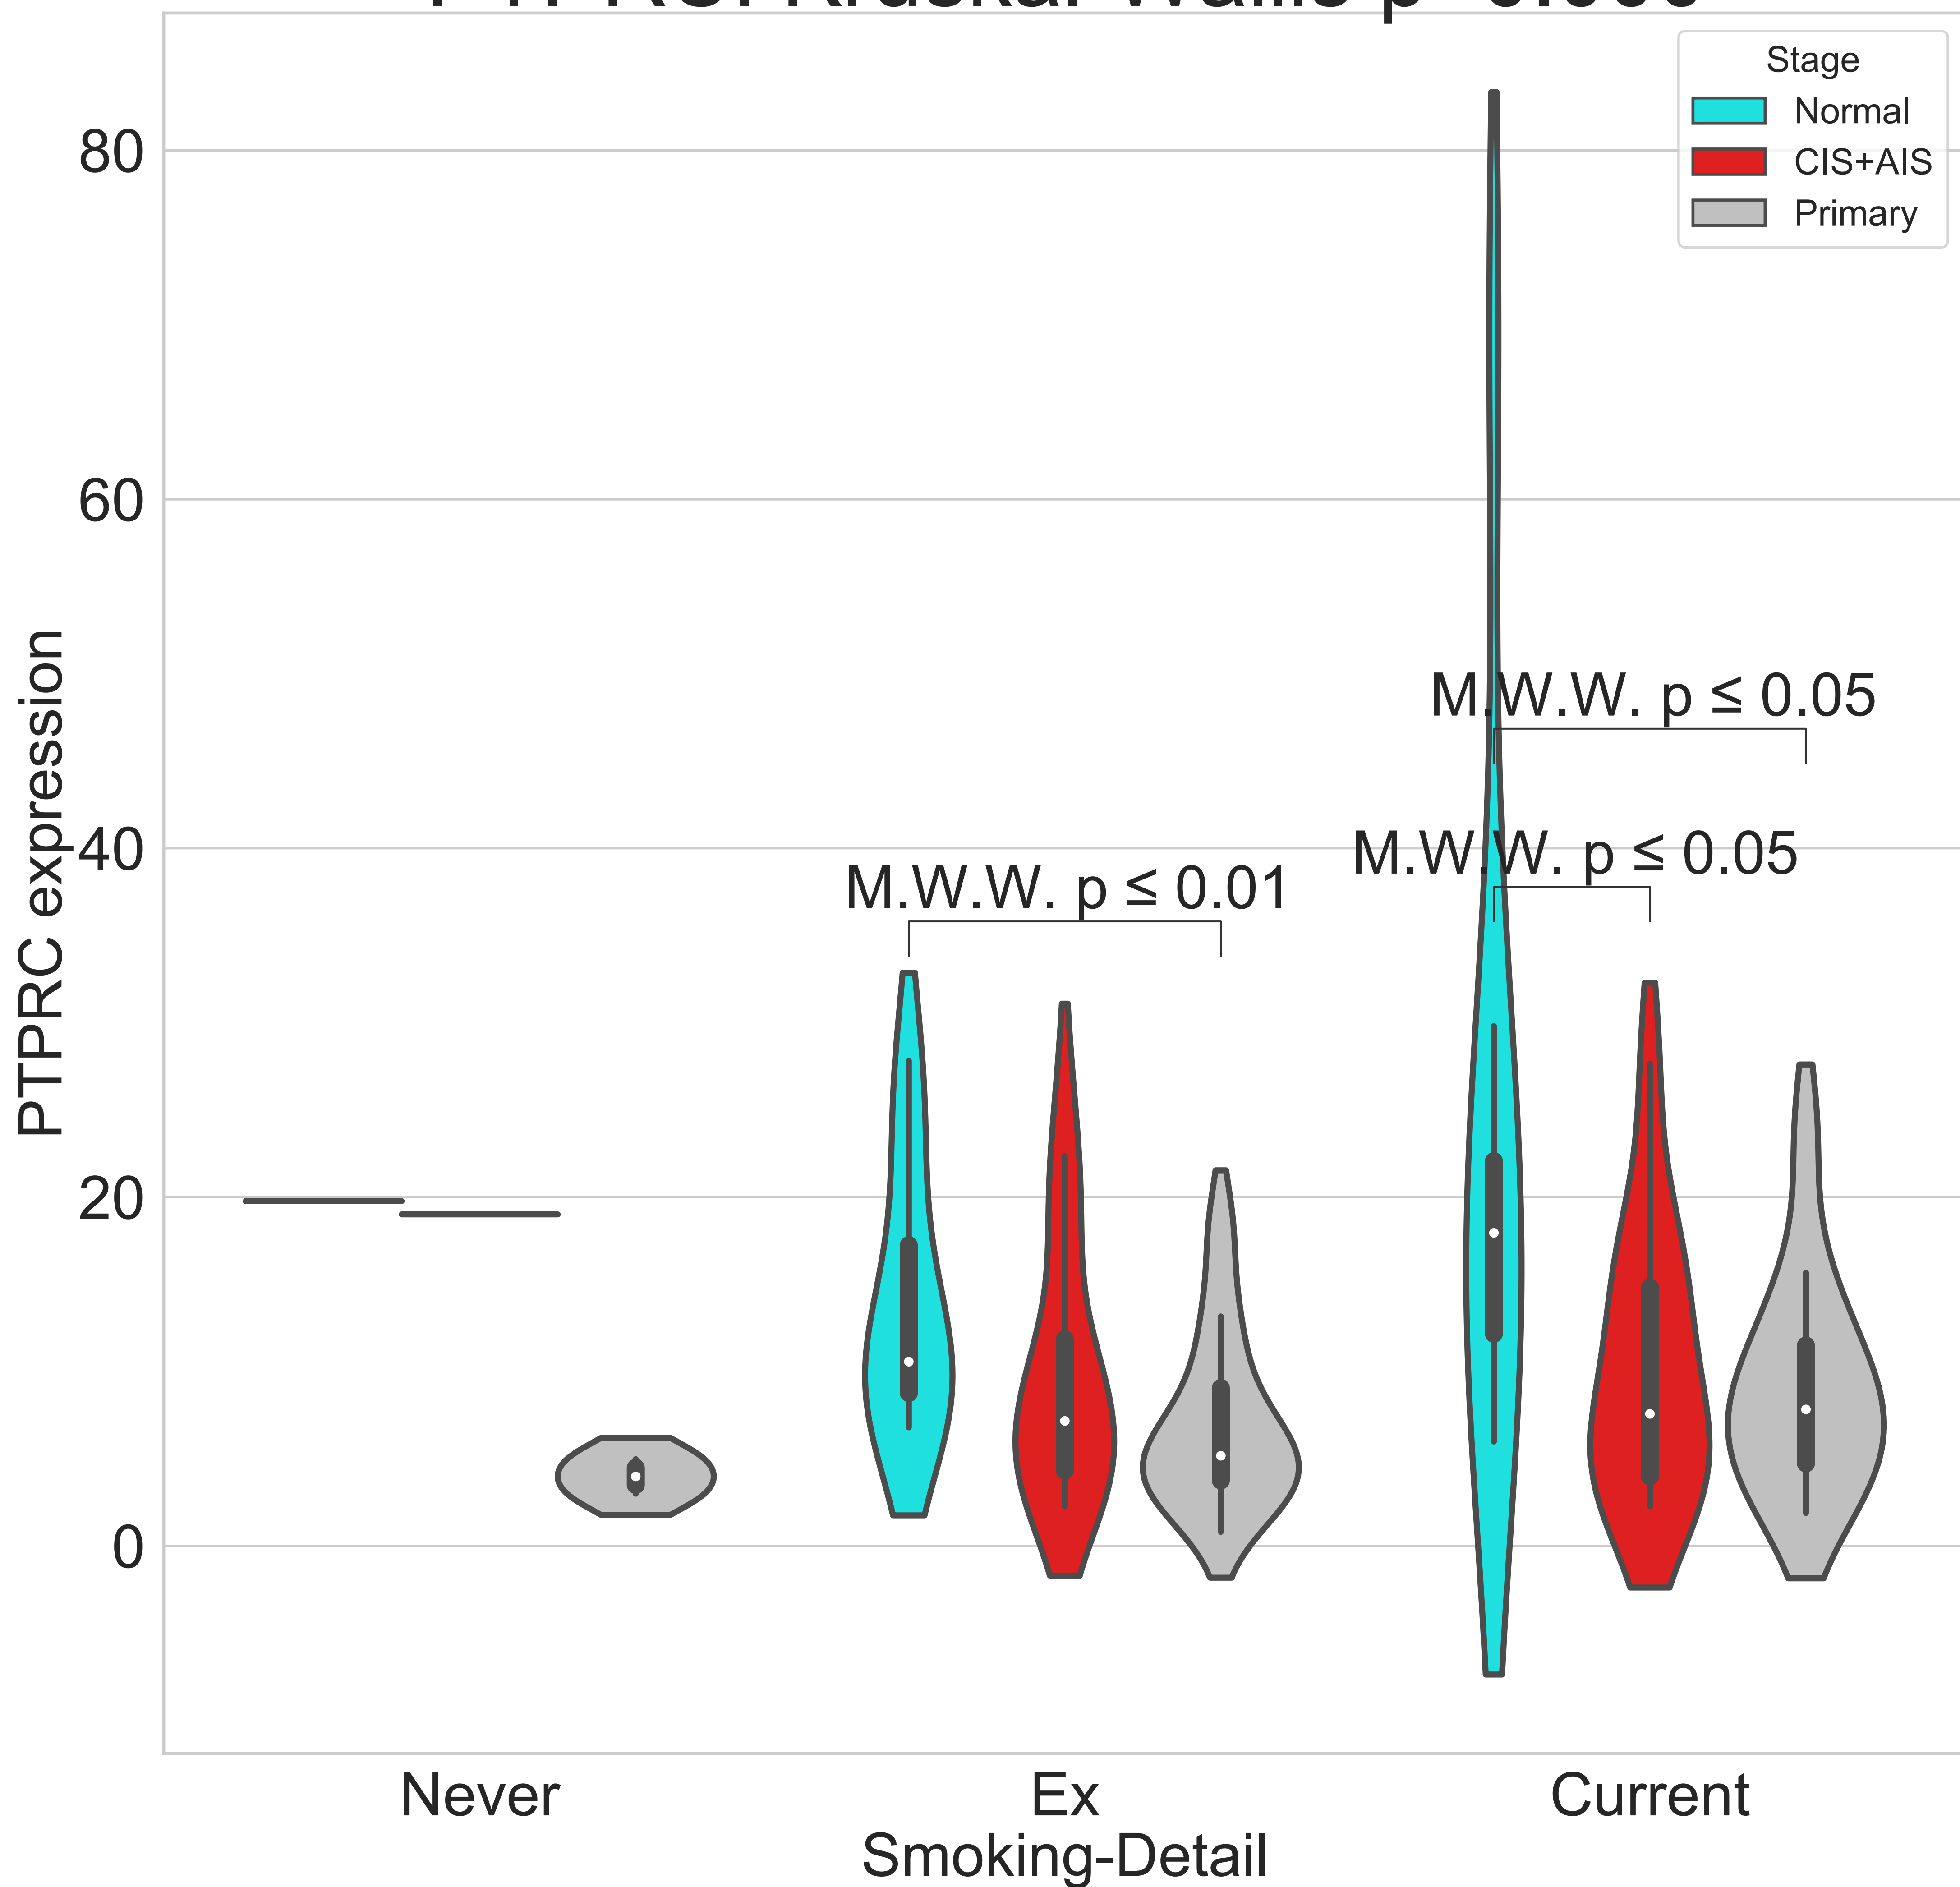 Stage
Normal
CIS+AIS
Primary
80
60
40
20
0
PTPRC expression
M.W.W. p ≤ 0.05
M.W.W. p ≤ 0.05
M.W.W. p ≤ 0.01
Never
Ex
Current
Smoking-Detail